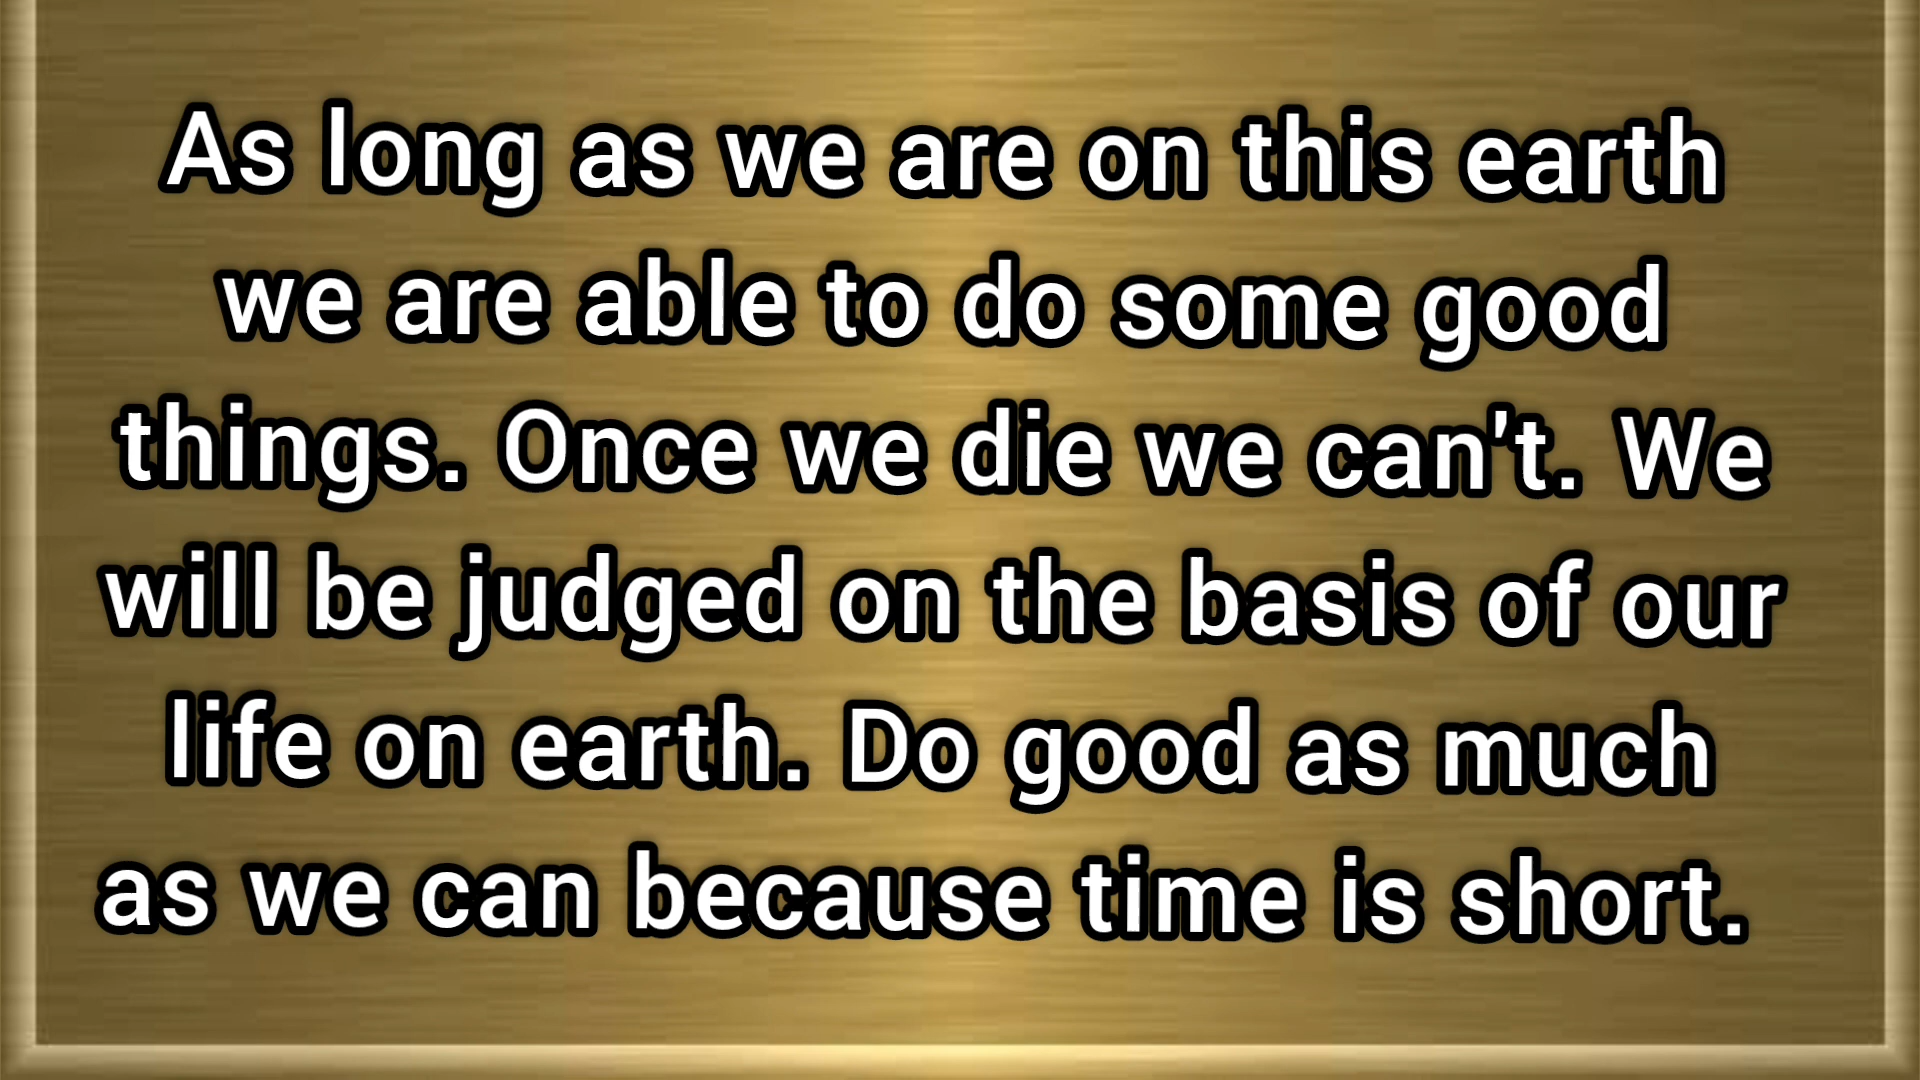 As long as we are on this earth
we are able to do some good
things. Once we die we can't. We
will be judged on the basis of our
life on earth. Do good as much
as we can because time is short.